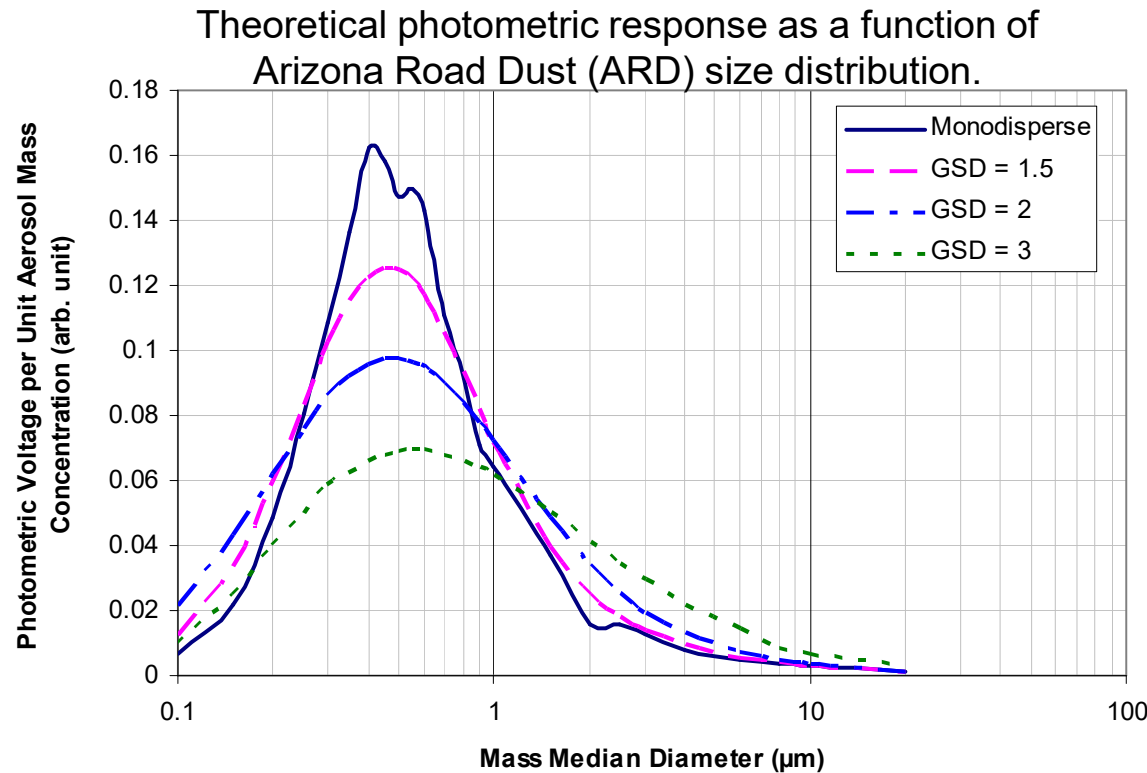 Theoretical photometric response as a function of
Arizona Road Dust (ARD) size distribution.
Photometric Voltage per Unit Aerosol Mass
Concentration (arb. unit)
0.18
0.16
0.14
0.12
0.1
0.08
0.06
0.04
0.02
0
Monodisperse
GSD = 1.5
GSD = 2
GSD = 3
0.1
1
10
100
Mass Median Diameter (µm)